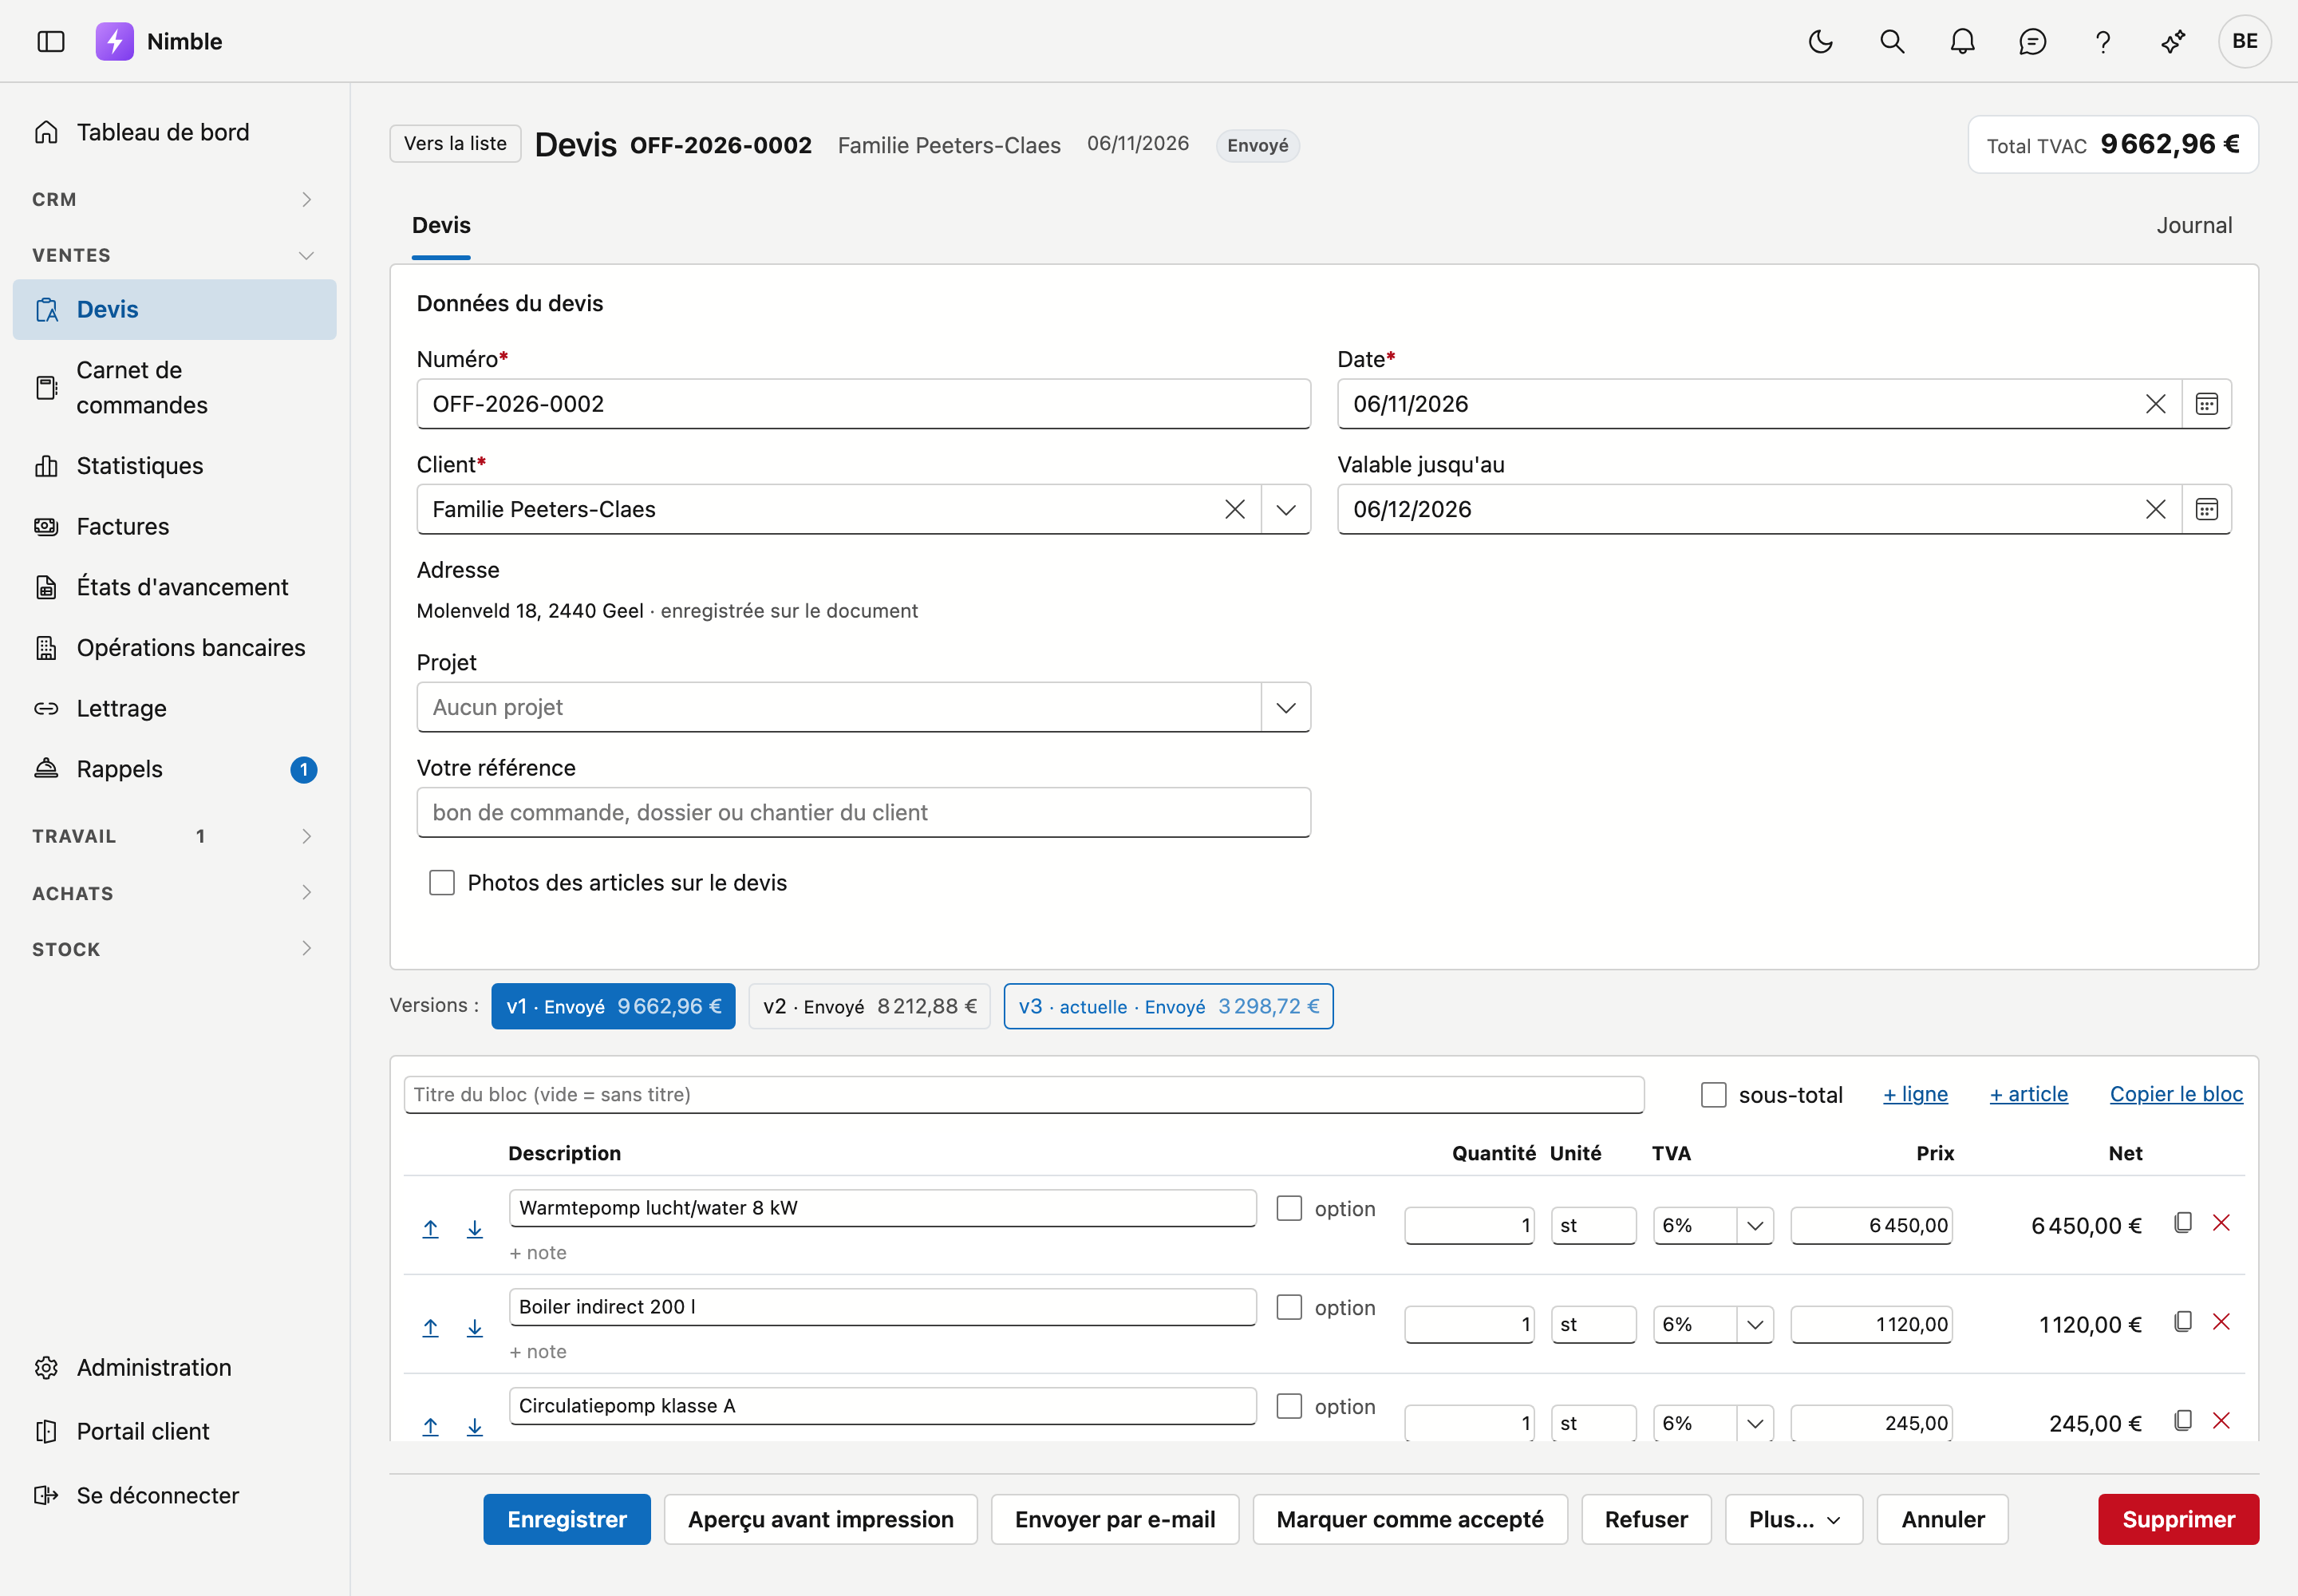 Nimble
BE
Tableau de bord
CRM
VENTES
Devis
Carnet de
commandes
Statistiques
Factures
États d'avancement
Opérations bancaires
Lettrage
Rappels 1
TRAVAIL 1
ACHATS
STOCK
Administration
Portail client
Se déconnecter
Vers la liste Devis OFF-2026-0002 Familie Peeters-Claes 06/11/2026 Envoyé Total TVAC 9 662,96 €
Devis Journal
Données du devis
Numéro* Date*
OFF-2026-0002 06/11/2026
Client* Valable jusqu'au
Familie Peeters-Claes 06/12/2026
Adresse
Molenveld 18, 2440 Geel · enregistrée sur le document
Projet
Aucun projet
Votre référence
bon de commande, dossier ou chantier du client
Photos des articles sur le devis
Versions : v1 · Envoyé 9 662,96 € v2 · Envoyé 8 212,88 € v3 · actuelle · Envoyé 3 298,72 €
Titre du bloc (vide = sans titre) sous-total + ligne + article Copier le bloc
Description Quantité Unité TVA Prix Net
Warmtepomp lucht/water 8 kW option 1 st 6% 6 450,00 6 450,00 €
+ note
Boiler indirect 200 l option 1 st 6% 1 120,00 1 120,00 €
+ note
Circulatiepomp klasse A option 1 st 6% 245,00 245,00 €
Enregistrer Aperçu avant impression Envoyer par e-mail Marquer comme accepté Refuser Plus... Annuler Supprimer